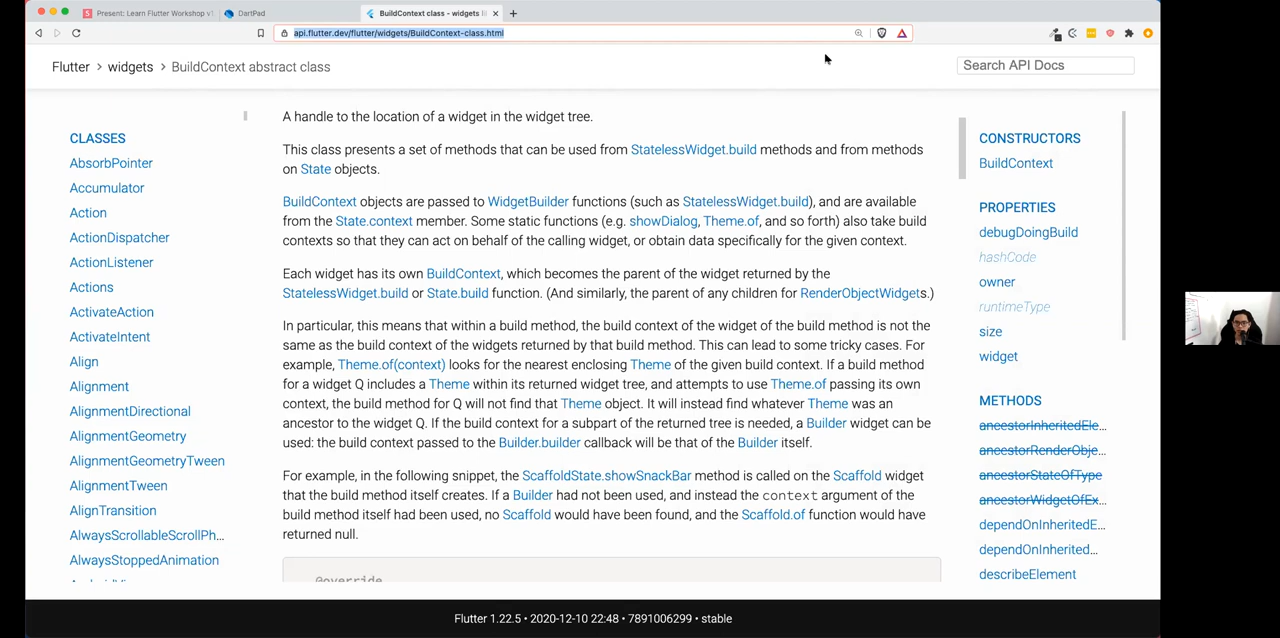 Present: Learn Flutter Workshop v1
DartPad
BuildContext class - widgets li
api.flutter.dev/flutter/widgets/BuildContext-class.html
Flutter > widgets > BuildContext abstract class
Search API Docs
CLASSES
AbsorbPointer
Accumulator
Action
ActionDispatcher
ActionListener
Actions
ActivateAction
ActivateIntent
Align
Alignment
AlignmentDirectional
AlignmentGeometry
AlignmentGeometryTween
AlignmentTween
AlignTransition
AlwaysScrollableScrollPh...
AlwaysStoppedAnimation
A handle to the location of a widget in the widget tree.
This class presents a set of methods that can be used from StatelessWidget.build methods and from methods
on State objects.
BuildContext objects are passed to WidgetBuilder functions (such as StatelessWidget.build), and are available
from the State.context member. Some static functions (e.g. showDialog, Theme.of, and so forth) also take build
contexts so that they can act on behalf of the calling widget, or obtain data specifically for the given context.
Each widget has its own BuildContext, which becomes the parent of the widget returned by the
StatelessWidget.build or State.build function. (And similarly, the parent of any children for RenderObjectWidgets.)
In particular, this means that within a build method, the build context of the widget of the build method is not the
same as the build context of the widgets returned by that build method. This can lead to some tricky cases. For
example, Theme.of(context) looks for the nearest enclosing Theme of the given build context. If a build method
for a widget Q includes a Theme within its returned widget tree, and attempts to use Theme.of passing its own
context, the build method for Q will not find that Theme object. It will instead find whatever Theme was an
ancestor to the widget Q. If the build context for a subpart of the returned tree is needed, a Builder widget can be
used: the build context passed to the Builder.builder callback will be that of the Builder itself.
For example, in the following snippet, the ScaffoldState.showSnackBar method is called on the Scaffold widget
that the build method itself creates. If a Builder had not been used, and instead the context argument of the
build method itself had been used, no Scaffold would have been found, and the Scaffold.of function would have
returned null.
@override
CONSTRUCTORS
BuildContext
PROPERTIES
debugDoingBuild
hashCode
owner
runtimeType
size
widget
METHODS
ancestorInheritedEle...
ancestorRenderObje...
ancestorStateOfType
ancestorWidgetOfEx...
dependOnInheritedE...
dependOnInherited...
describeElement
Flutter 1.22.5 • 2020-12-10 22:48 • 7891006299 • stable